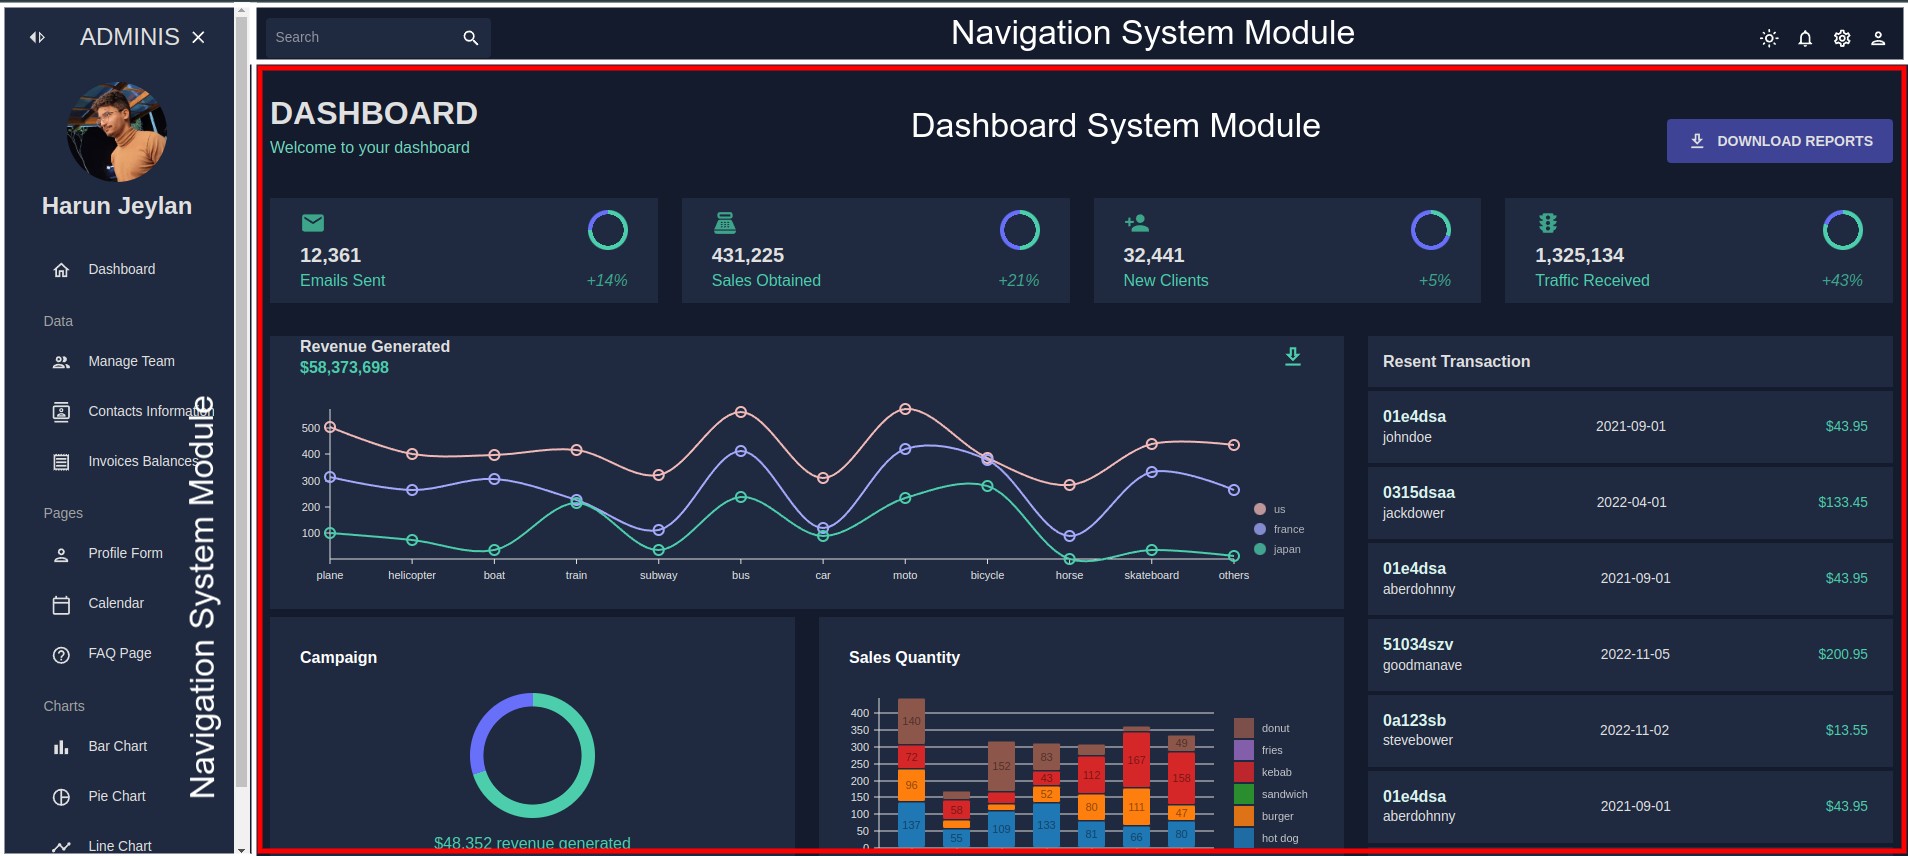 ADMINIS
Harun Jeylan
Dashboard
Data
Manage Team
Contacts Information
Invoices Balances
Pages
Profile Form
Calendar
FAQ Page
Charts
Bar Chart
Pie Chart
Line Chart
Navigation System Module
Search
Navigation System Module
DASHBOARD
Welcome to your dashboard
Dashboard System Module
DOWNLOAD REPORTS
12,361
Emails Sent +14%
431,225
Sales Obtained +21%
32,441
New Clients +5%
1,325,134
Traffic Received +43%
Revenue Generated
$58,373,698
500
400
300
200
100
plane helicopter boat train subway bus car moto bicycle horse skateboard others
us
france
japan
Campaign
$48,352 revenue generated
Sales Quantity
400
350
300
250
200
150
100
50
0
140
72
96
137
58
55
152
109
83
43
52
133
112
80
81
167
111
66
49
158
47
80
donut
fries
kebab
sandwich
burger
hot dog
Resent Transaction
01e4dsa
johndoe
2021-09-01
$43.95
0315dsaa
jackdower
2022-04-01
$133.45
01e4dsa
aberdohnny
2021-09-01
$43.95
51034szv
goodmanave
2022-11-05
$200.95
0a123sb
stevebower
2022-11-02
$13.55
01e4dsa
aberdohnny
2021-09-01
$43.95